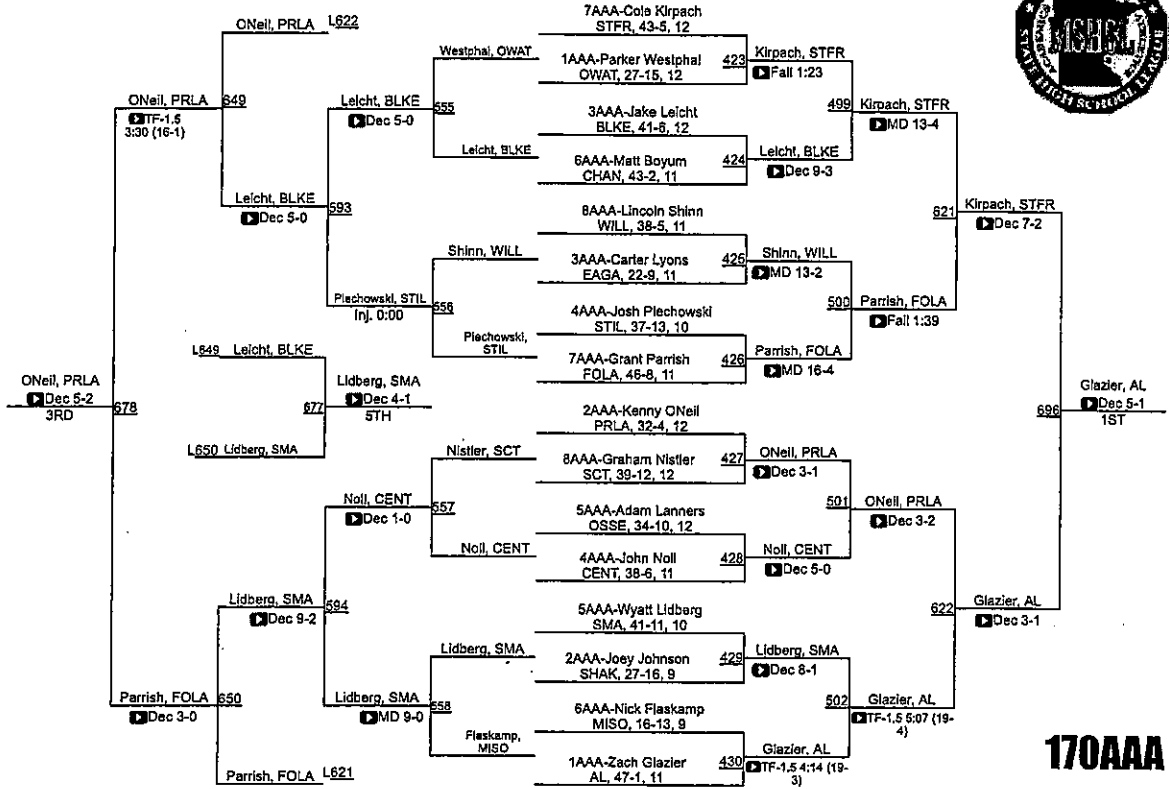 ONeil, PRLA L622
649
ONeil, PRLA
TF-1.5
3:30 (16-1)
Leicht, BLKE
Dec 5-0
593
Leicht, BLKE
Dec 5-0
555
Westphal, OWAT
Leicht, BLKE
Shinn, WILL
Piechowski, STIL
Inj. 0:00
556
Piechowski,
STIL
L649 Leicht, BLKE
677
Lidberg, SMA
Dec 4-1
5TH
L650 Lidberg, SMA
ONeil, PRLA
Dec 5-2
3RD
678
Nistler, SCT
Noll, CENT
Dec 1-0
557
Noll, CENT
Lidberg, SMA
Dec 9-2
594
Lidberg, SMA
Lidberg, SMA
MD 9-0
558
Flaskamp,
MISO
Parrish, FOLA
Dec 3-0
650
Parrish, FOLA L621
7AAA-Cole Kirpach
STFR, 43-5, 12
1AAA-Parker Westphal
OWAT, 27-15, 12
423
Kirpach, STFR
Fall 1:23
3AAA-Jake Leicht
BLKE, 41-6, 12
6AAA-Matt Boyum
CHAN, 43-2, 11
424
Leicht, BLKE
Dec 9-3
8AAA-Lincoln Shinn
WILL, 38-5, 11
3AAA-Carter Lyons
EAGA, 22-9, 11
425
Shinn, WILL
MD 13-2
4AAA-Josh Piechowski
STIL, 37-13, 10
7AAA-Grant Parrish
FOLA, 46-8, 11
426
Parrish, FOLA
MD 16-4
2AAA-Kenny ONeil
PRLA, 32-4, 12
8AAA-Graham Nistler
SCT, 39-12, 12
427
ONeil, PRLA
Dec 3-1
5AAA-Adam Lanners
OSSE, 34-10, 12
4AAA-John Noll
CENT, 38-6, 11
428
Noll, CENT
Dec 5-0
5AAA-Wyatt Lidberg
SMA, 41-11, 10
2AAA-Joey Johnson
SHAK, 27-16, 9
429
Lidberg, SMA
Dec 8-1
6AAA-Nick Flaskamp
MISO, 16-13, 9
1AAA-Zach Glazier
AL, 47-1, 11
430
Glazier, AL
TF-1.5 4:14 (19-
3)
499
Kirpach, STFR
MD 13-4
500
Parrish, FOLA
Fall 1:39
501
ONeil, PRLA
Dec 3-2
502
Glazier, AL
TF-1.5 5:07 (19-
4)
621
Kirpach, STFR
Dec 7-2
622
Glazier, AL
Dec 3-1
696
Glazier, AL
Dec 5-1
1ST
MSHSL
STATE HIGH SCHOOL LEAGUE
170AAA